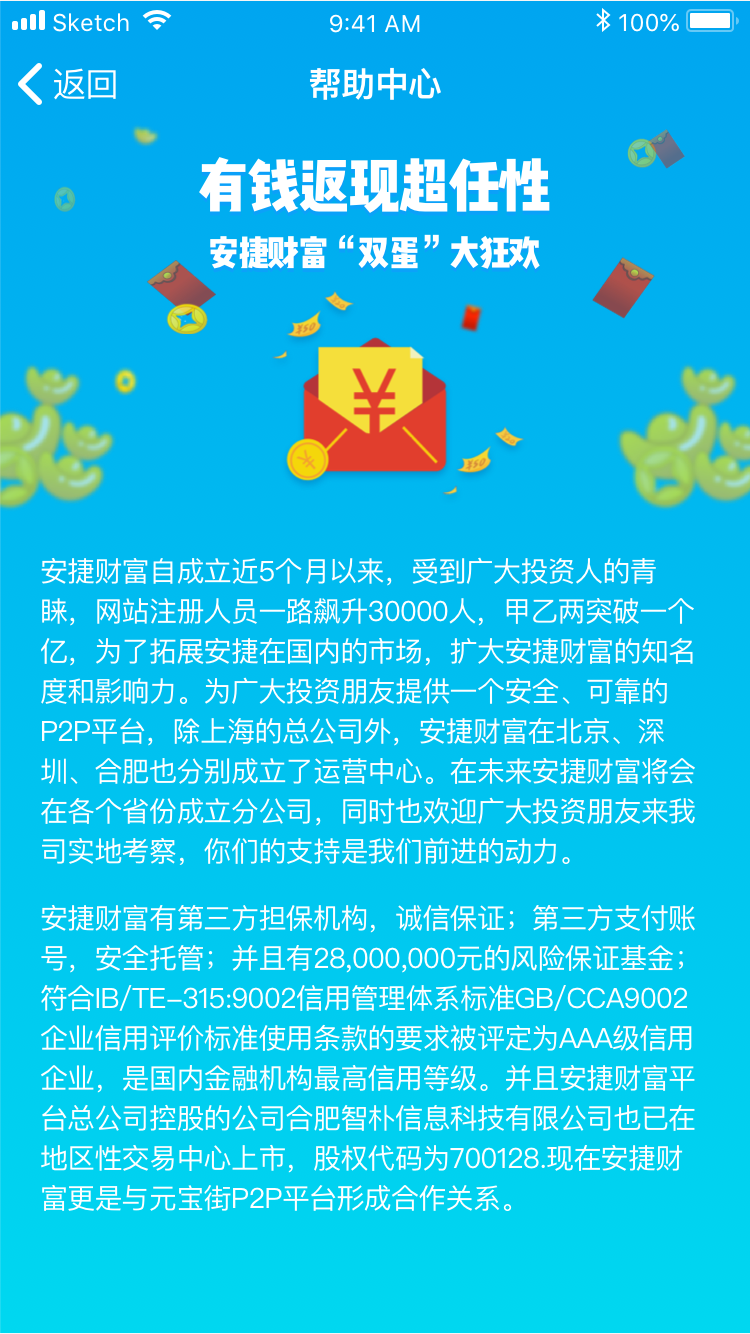 Sketch 9:41 AM 100%
返回 帮助中心
有钱返现超任性
安捷财富“双蛋”大狂欢
¥50
¥
¥
¥50
安捷财富自成立近5个月以来，受到广大投资人的青
睐，网站注册人员一路飙升30000人，甲乙两突破一个
亿，为了拓展安捷在国内的市场，扩大安捷财富的知名
度和影响力。为广大投资朋友提供一个安全、可靠的
P2P平台，除上海的总公司外，安捷财富在北京、深
圳、合肥也分别成立了运营中心。在未来安捷财富将会
在各个省份成立分公司，同时也欢迎广大投资朋友来我
司实地考察，你们的支持是我们前进的动力。
安捷财富有第三方担保机构，诚信保证；第三方支付账
号，安全托管；并且有28,000,000元的风险保证基金；
符合IB/TE-315:9002信用管理体系标准GB/CCA9002
企业信用评价标准使用条款的要求被评定为AAA级信用
企业，是国内金融机构最高信用等级。并且安捷财富平
台总公司控股的公司合肥智朴信息科技有限公司也已在
地区性交易中心上市，股权代码为700128.现在安捷财
富更是与元宝街P2P平台形成合作关系。